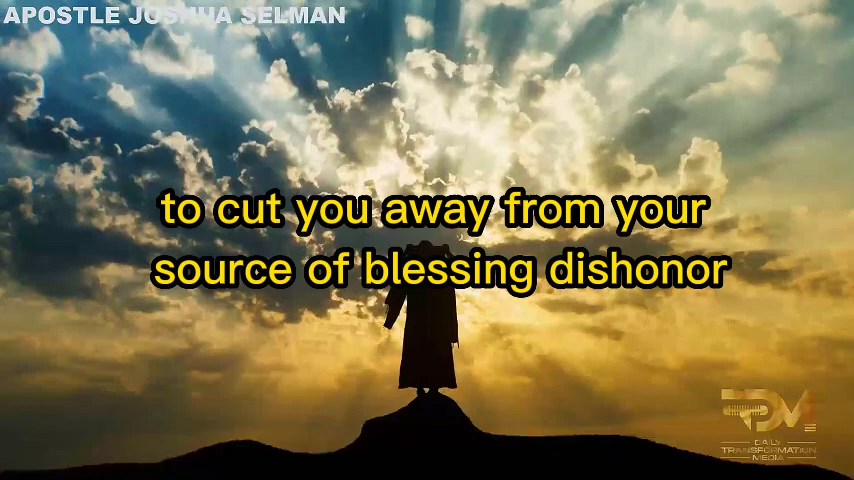 APOSTLE JOSHUA SELMAN
to cut you away from your
source of blessing dishonor
DAILY
TRANSFORMATION
MEDIA